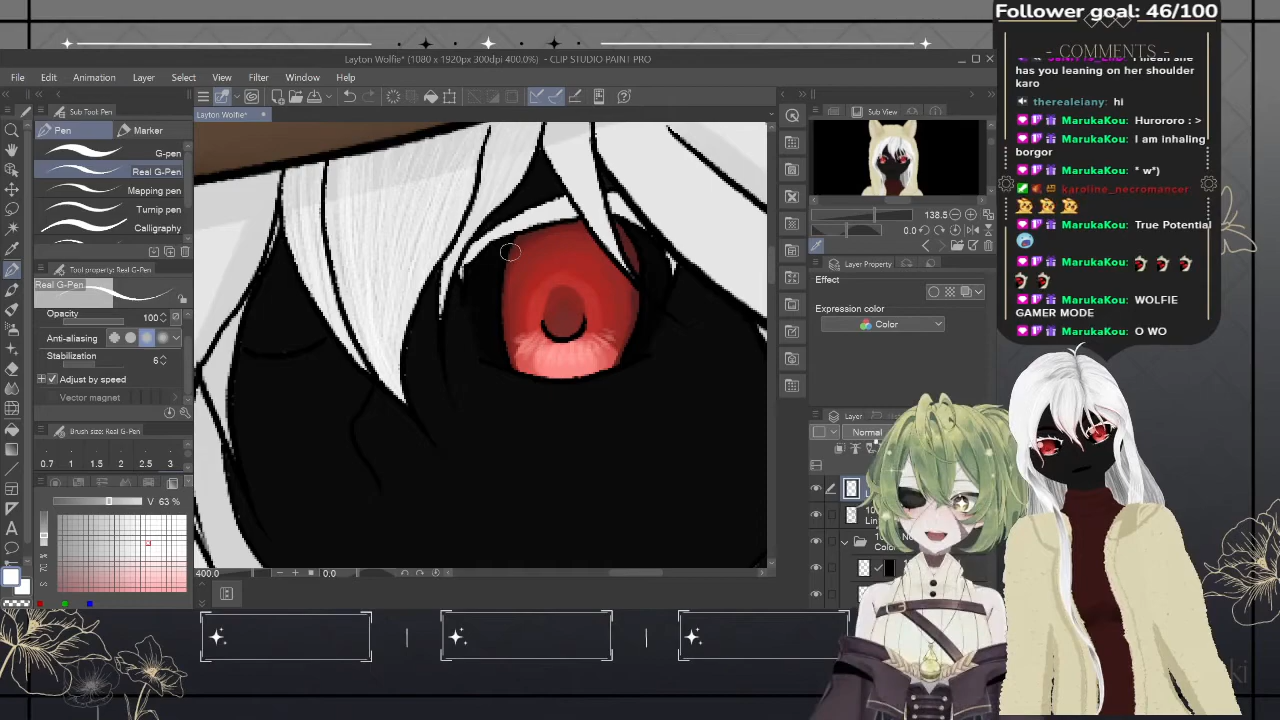 Follower goal: 46/100
- COMMENTS -
has you leaning on her shoulder
karo
therealeiany: hi
MarukaKou: Hurororo : >
MarukaKou: I am inhaling
borgor
MarukaKou: * w*)
karoline_necromancer:
MarukaKou: True Potential
MarukaKou:
MarukaKou: WOLFIE
GAMER MODE
MarukaKou: O WO
Layton Wolfie* (1080 x 1920px 300dpi 400.0%) - CLIP STUDIO PAINT PRO
File Edit Animation Layer Select View Filter Window Help
Sub Tool Pen
Layton Wolfie*
Sub View
Pen Marker
G-pen
Real G-Pen
Mapping pen
Turnip pen
Calligraphy
138.5
0.0
Tool property: Real G-Pen
Real G-Pen
Layer Property
Effect
Expression color
Color
Opacity 100
Anti-aliasing
Stabilization 6
Adjust by speed
Vector magnet
Brush size: Real G-Pen
0.7 1 1.5 2 2.5 3
V 63 %
Layer
Normal
400.0
0.0